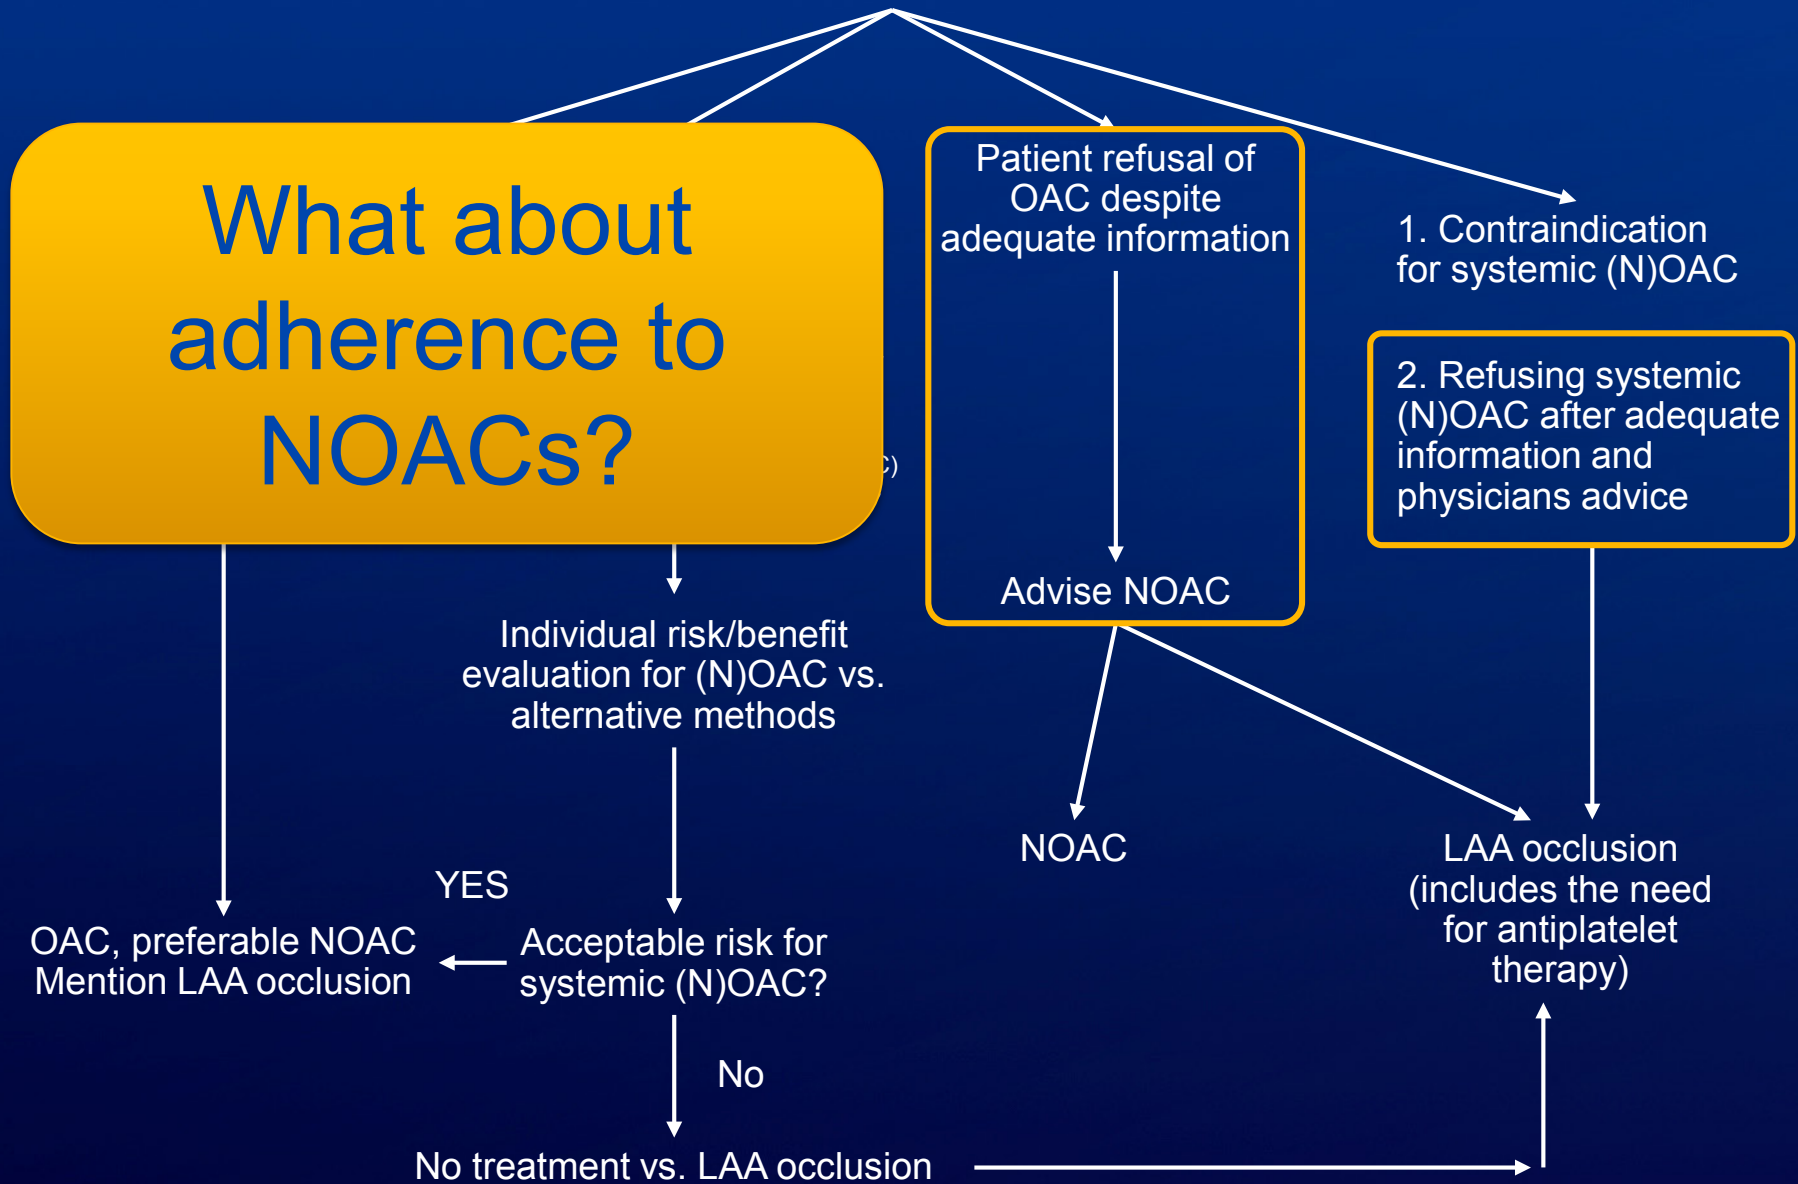 What about
adherence to
NOACs?
Patient refusal of
OAC despite
adequate information
Advise NOAC
1. Contraindication
for systemic (N)OAC
2. Refusing systemic
(N)OAC after adequate
information and
physicians advice
Individual risk/benefit
evaluation for (N)OAC vs.
alternative methods
NOAC
LAA occlusion
(includes the need
for antiplatelet
therapy)
YES
OAC, preferable NOAC
Mention LAA occlusion
Acceptable risk for
systemic (N)OAC?
No
No treatment vs. LAA occlusion